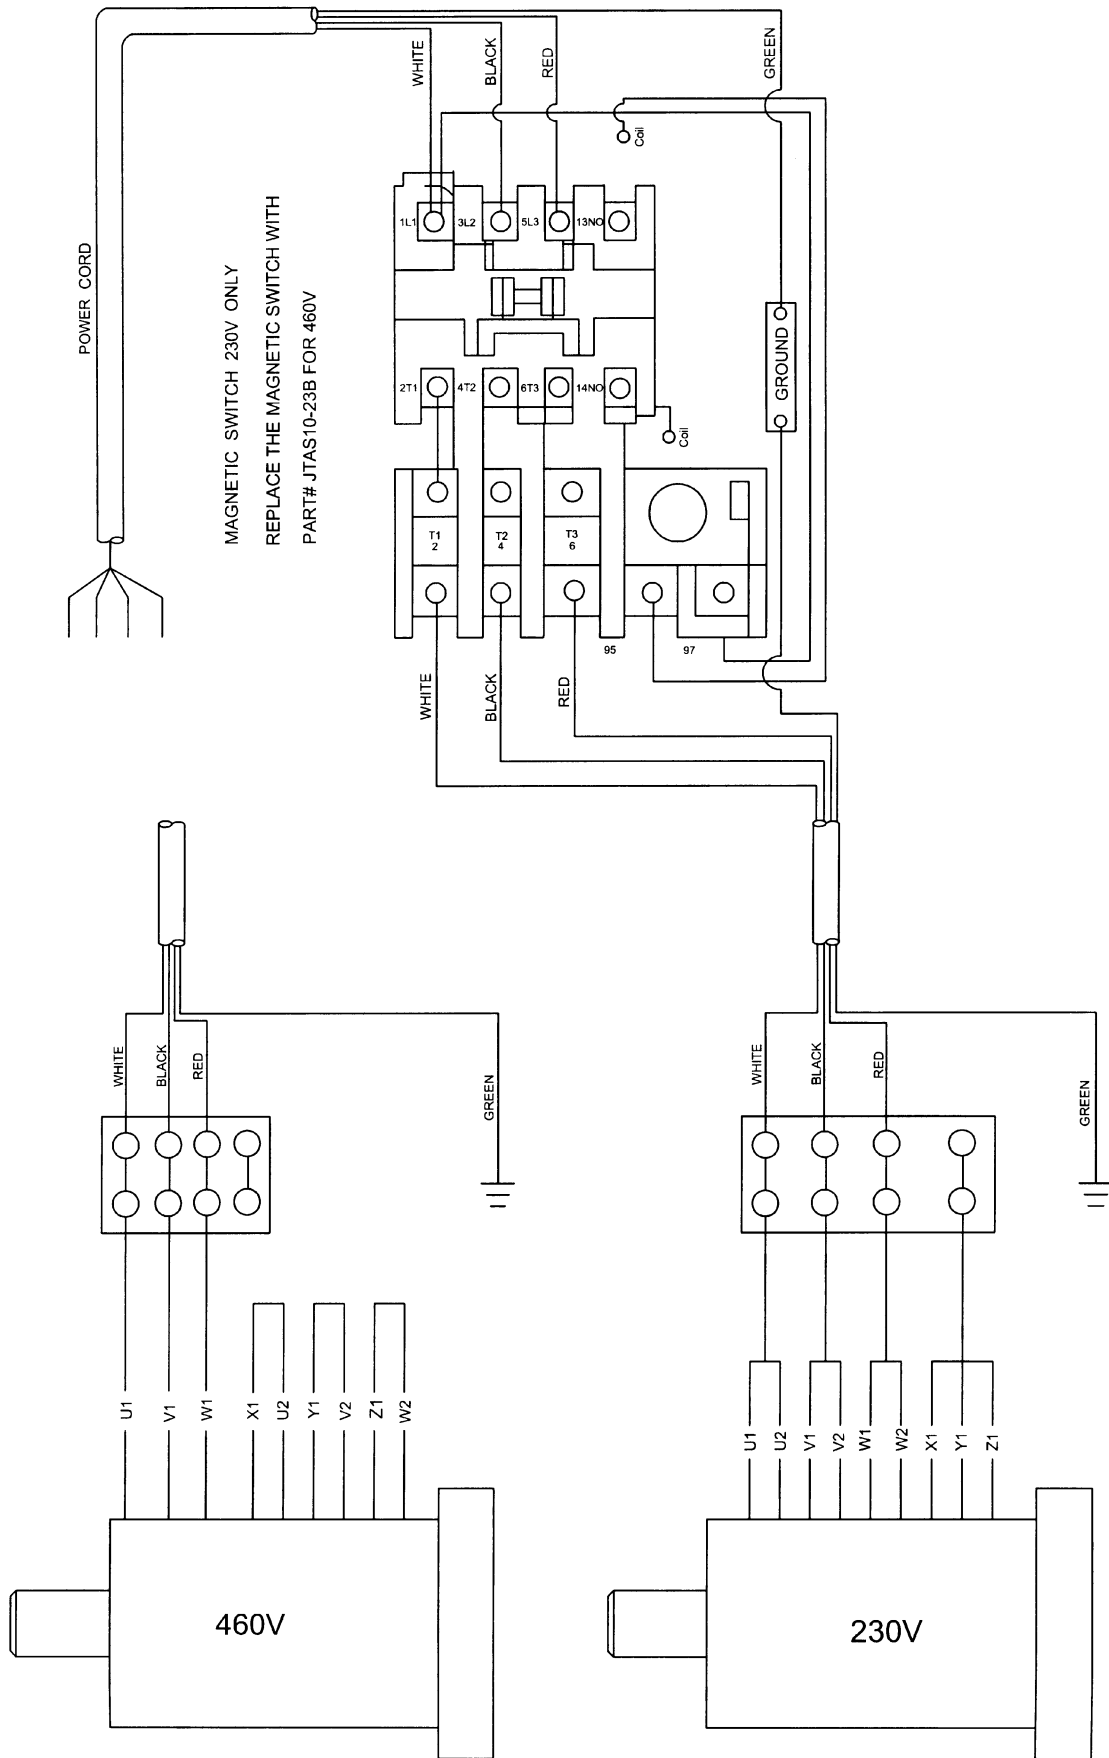 POWER CORD
WHITE
BLACK
RED
GREEN
Coil
MAGNETIC SWITCH 230V ONLY
REPLACE THE MAGNETIC SWITCH WITH
PART# JTAS10-23B FOR 460V
1L1
3L2
5L3
13NO
2T1
4T2
6T3
14NO
Coil
GROUND
T1
2
T2
4
T3
6
95
97
WHITE
BLACK
RED
WHITE
BLACK
RED
GREEN
U1
V1
W1
X1
U2
Y1
V2
Z1
W2
460V
WHITE
BLACK
RED
GREEN
U1
U2
V1
V2
W1
W2
X1
Y1
Z1
230V